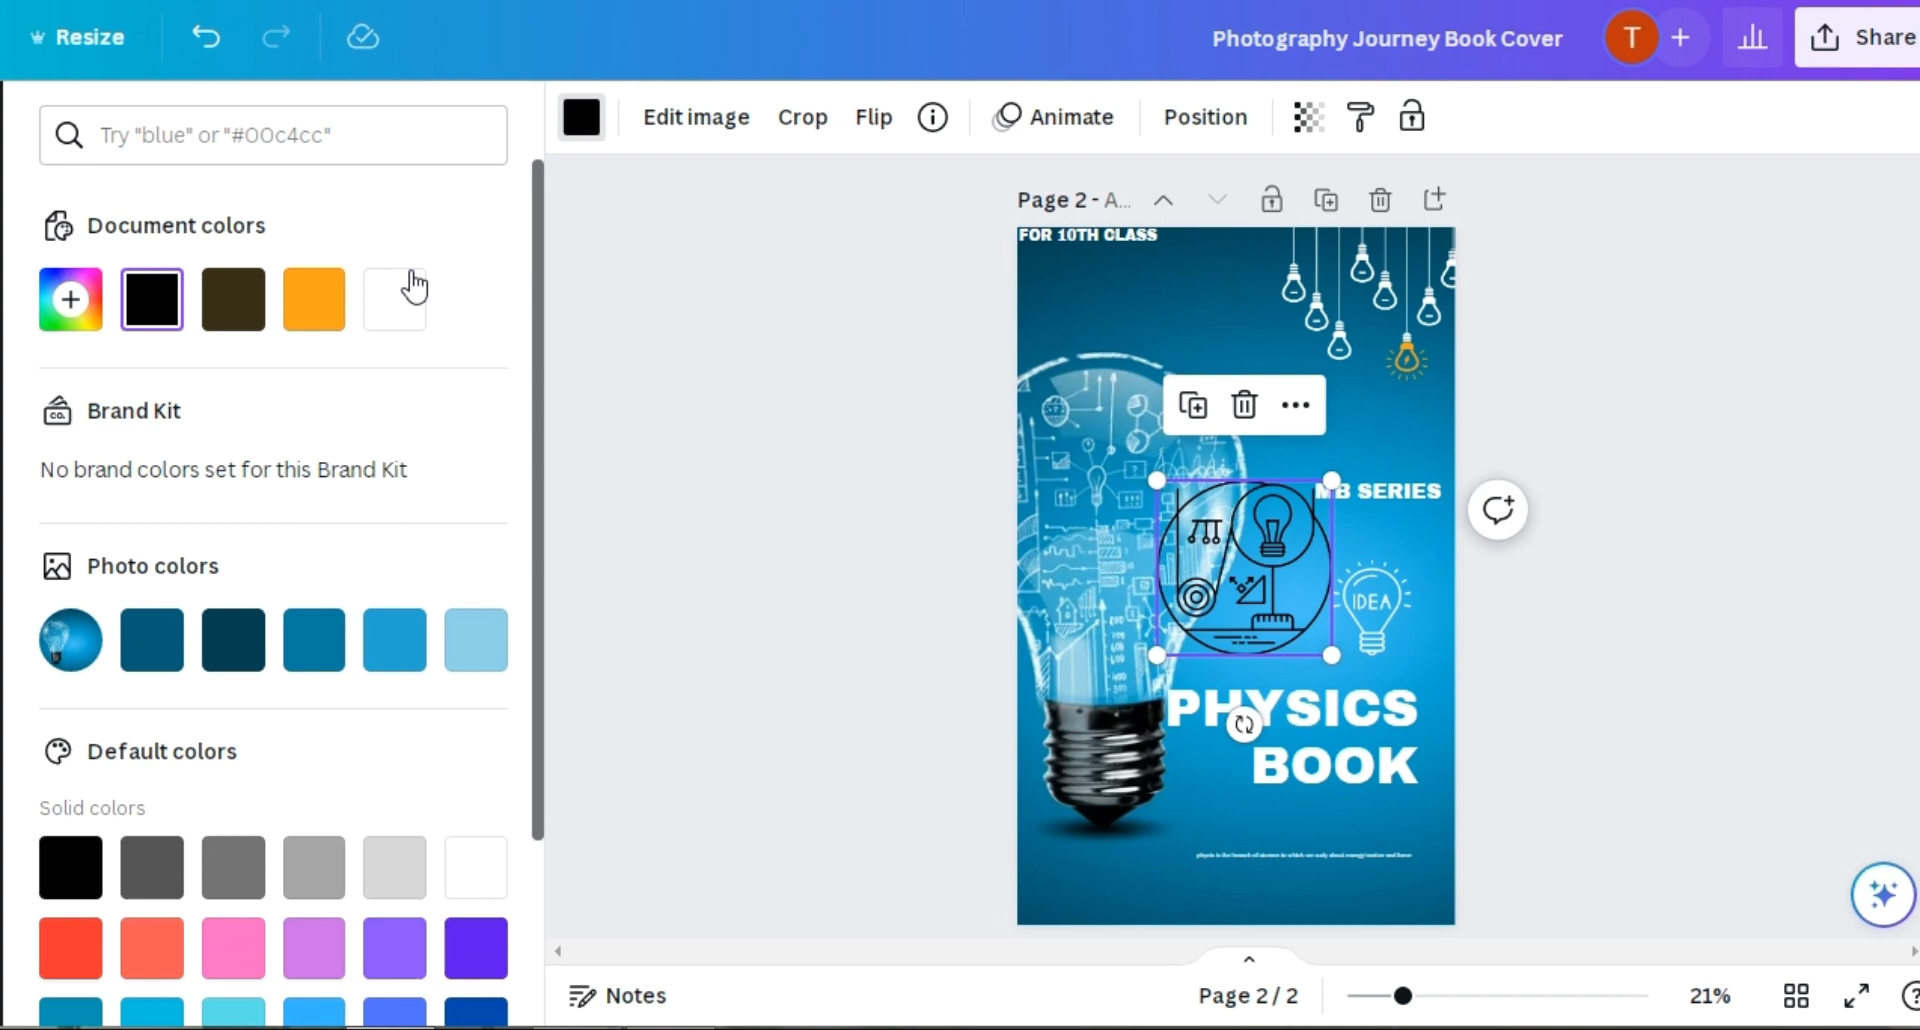 Resize
Photography Journey Book Cover
T
Share
Try "blue" or "#00c4cc"
Edit image
Crop
Flip
Animate
Position
Document colors
Page 2 - A...
FOR 10TH CLASS
Brand Kit
CO.
No brand colors set for this Brand Kit
MB SERIES
Photo colors
IDEA
PHYSICS
BOOK
Default colors
Solid colors
Notes
Page 2 / 2
21%